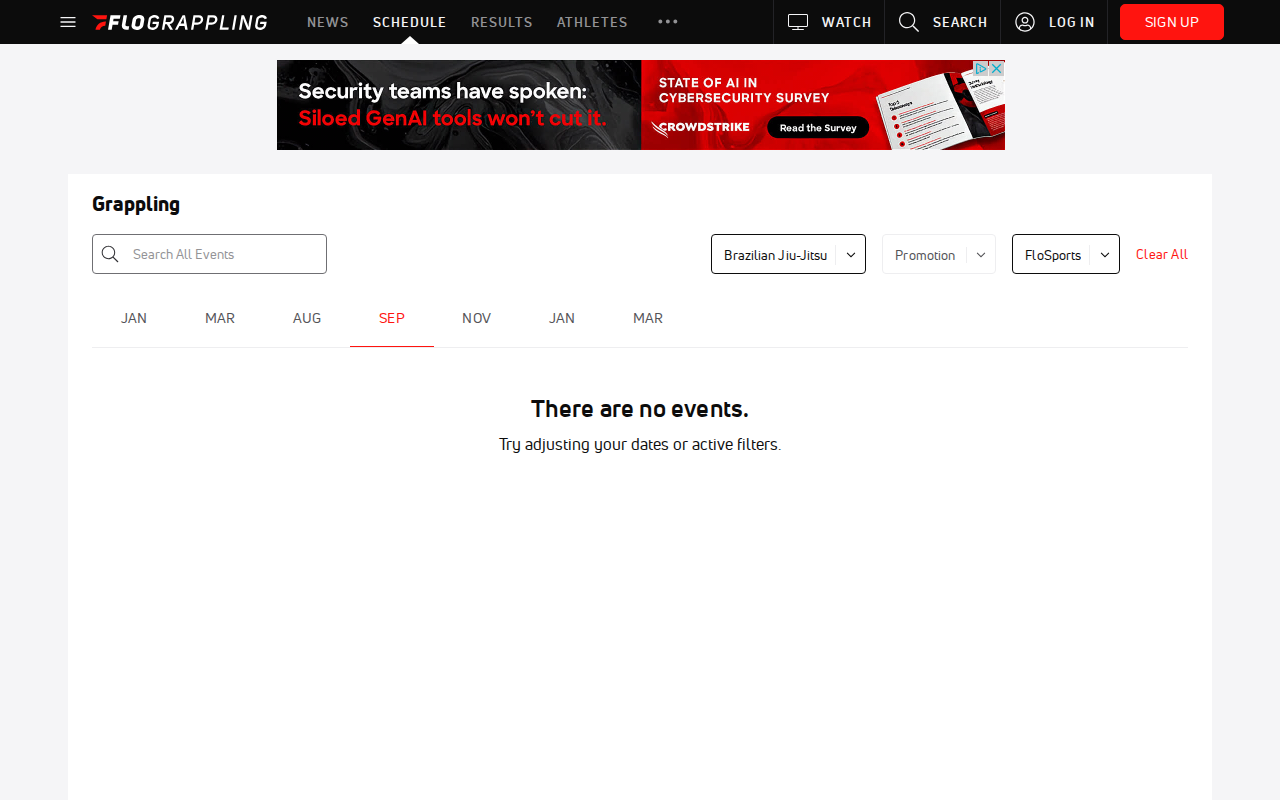 FLOGRAPPLING
NEWS
SCHEDULE
RESULTS
ATHLETES
WATCH
SEARCH
LOG IN
SIGN UP
Security teams have spoken:
Siloed GenAI tools won't cut it.
STATE OF AI IN
CYBERSECURITY SURVEY
CROWDSTRIKE
Read the Survey
Grappling
Search All Events
Brazilian Jiu-Jitsu
Promotion
FloSports
Clear All
JAN
MAR
AUG
SEP
NOV
JAN
MAR
There are no events.
Try adjusting your dates or active filters.